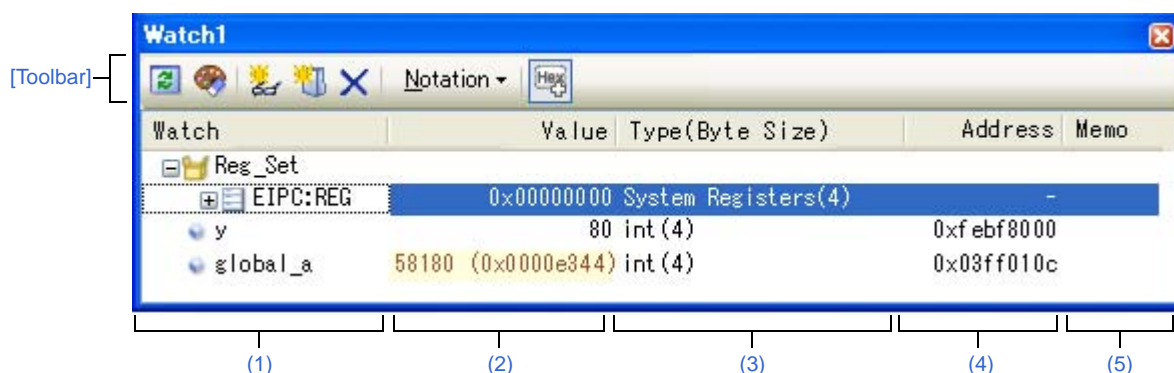 Watch1
[Toolbar]
Notation
Hex
Watch Value Type(Byte Size) Address Memo
Reg_Set
EIPC:REG 0x00000000 System Registers(4) -
y 80 int(4) 0xfebf8000
global_a 58180 (0x0000e344) int(4) 0x03ff010c
(1) (2) (3) (4) (5)